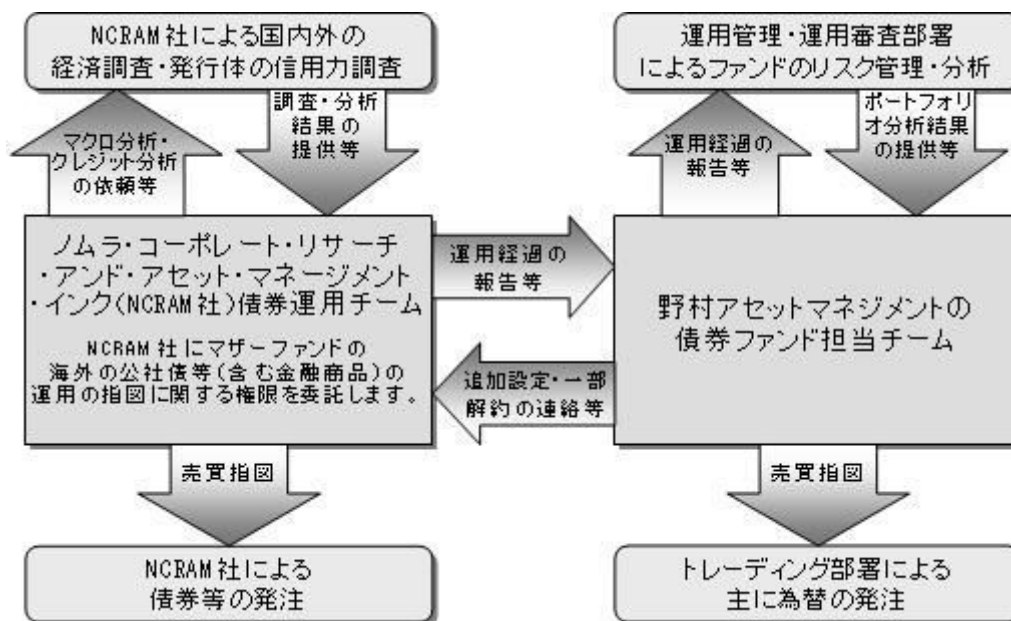 NCRAM社による国内外の
経済調査・発行体の信用力調査
運用管理・運用審査部署
によるファンドのリスク管理・分析
マクロ分析・
クレジット分析
の依頼等
調査・分析
結果の
提供等
運用経過の
報告等
ポートフォリ
オ分析結果
の提供等
ノムラ・コーポレート・リサーチ
・アンド・アセット・マネージメント
・インク(NCRAM社)債券運用チーム
NCRAM社にマザーファンドの
海外の公社債等(含む金融商品)の
運用の指図に関する権限を委託します。
運用経過の
報告等
追加設定・一部
解約の連絡等
野村アセットマネジメントの
債券ファンド担当チーム
売買指図
売買指図
NCRAM社による
債券等の発注
トレーディング部署による
主に為替の発注